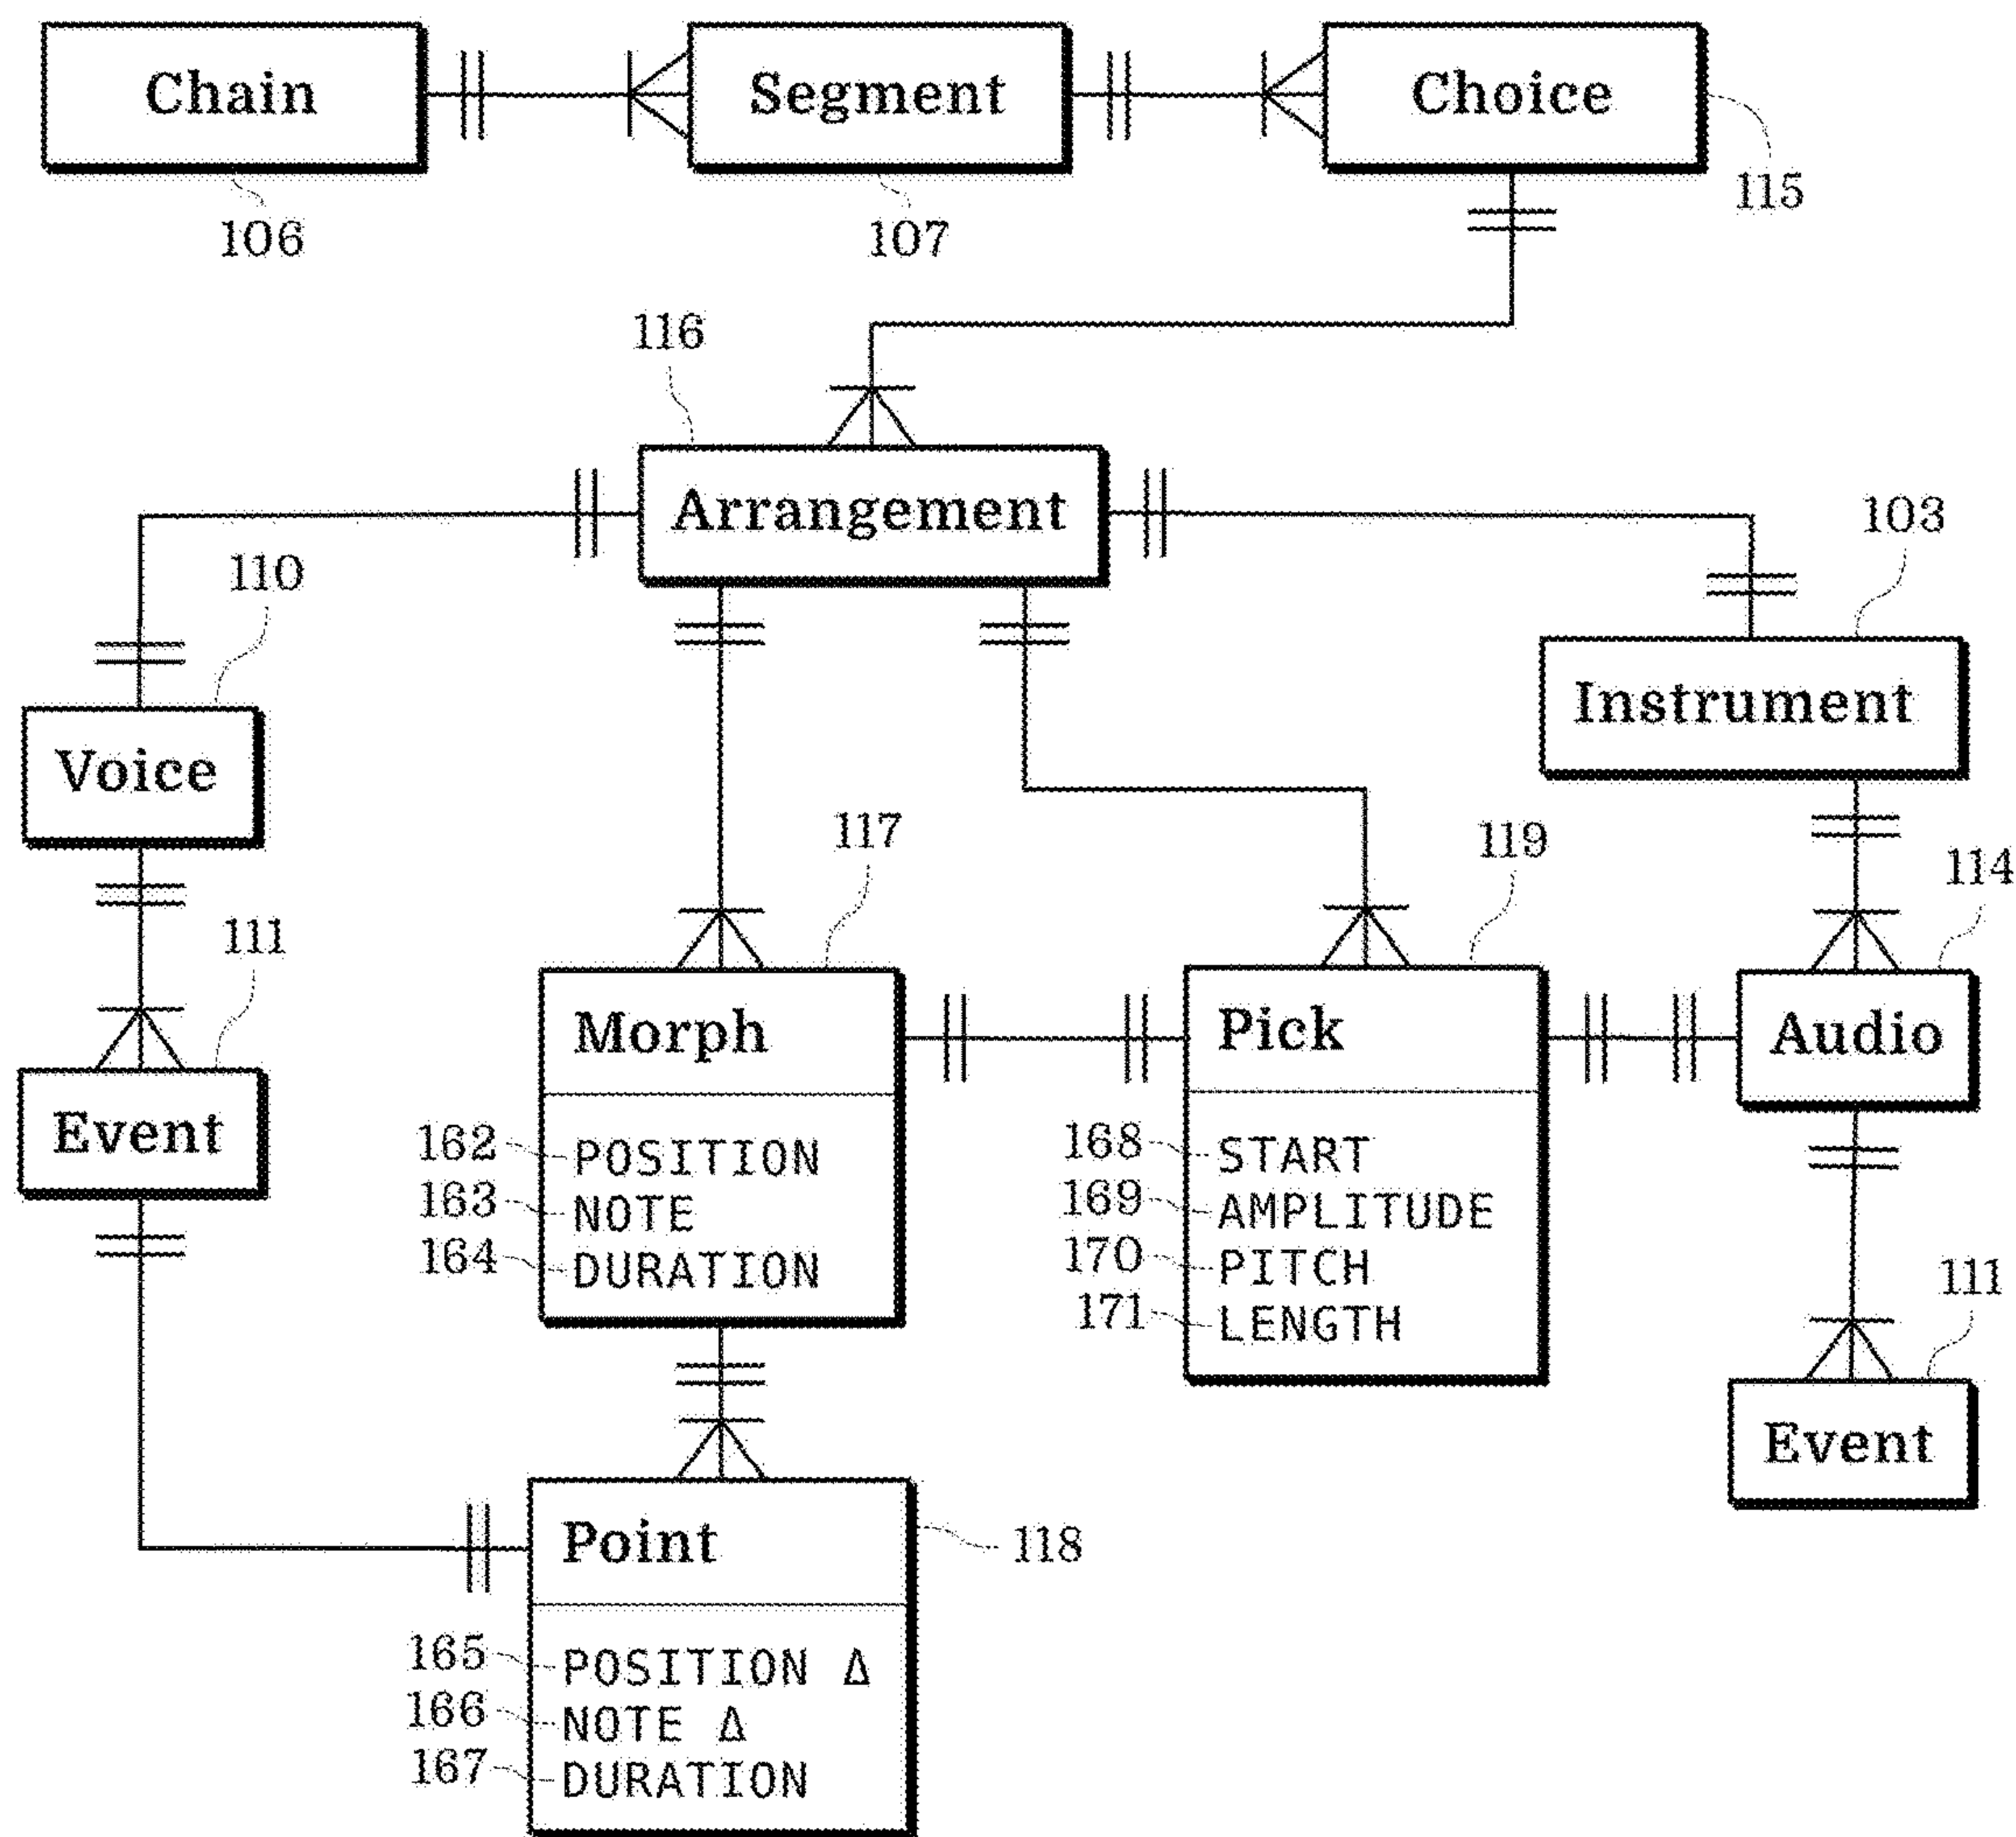 Chain
Segment
Choice
106
107
115
116
Arrangement
103
110
Instrument
Voice
117
119
114
111
Morph
Pick
Audio
Event
162 POSITION
163 NOTE
164 DURATION
168 START
169 AMPLITUDE
170 PITCH
171 LENGTH
111
Event
Point
118
165 POSITION Δ
166 NOTE Δ
167 DURATION